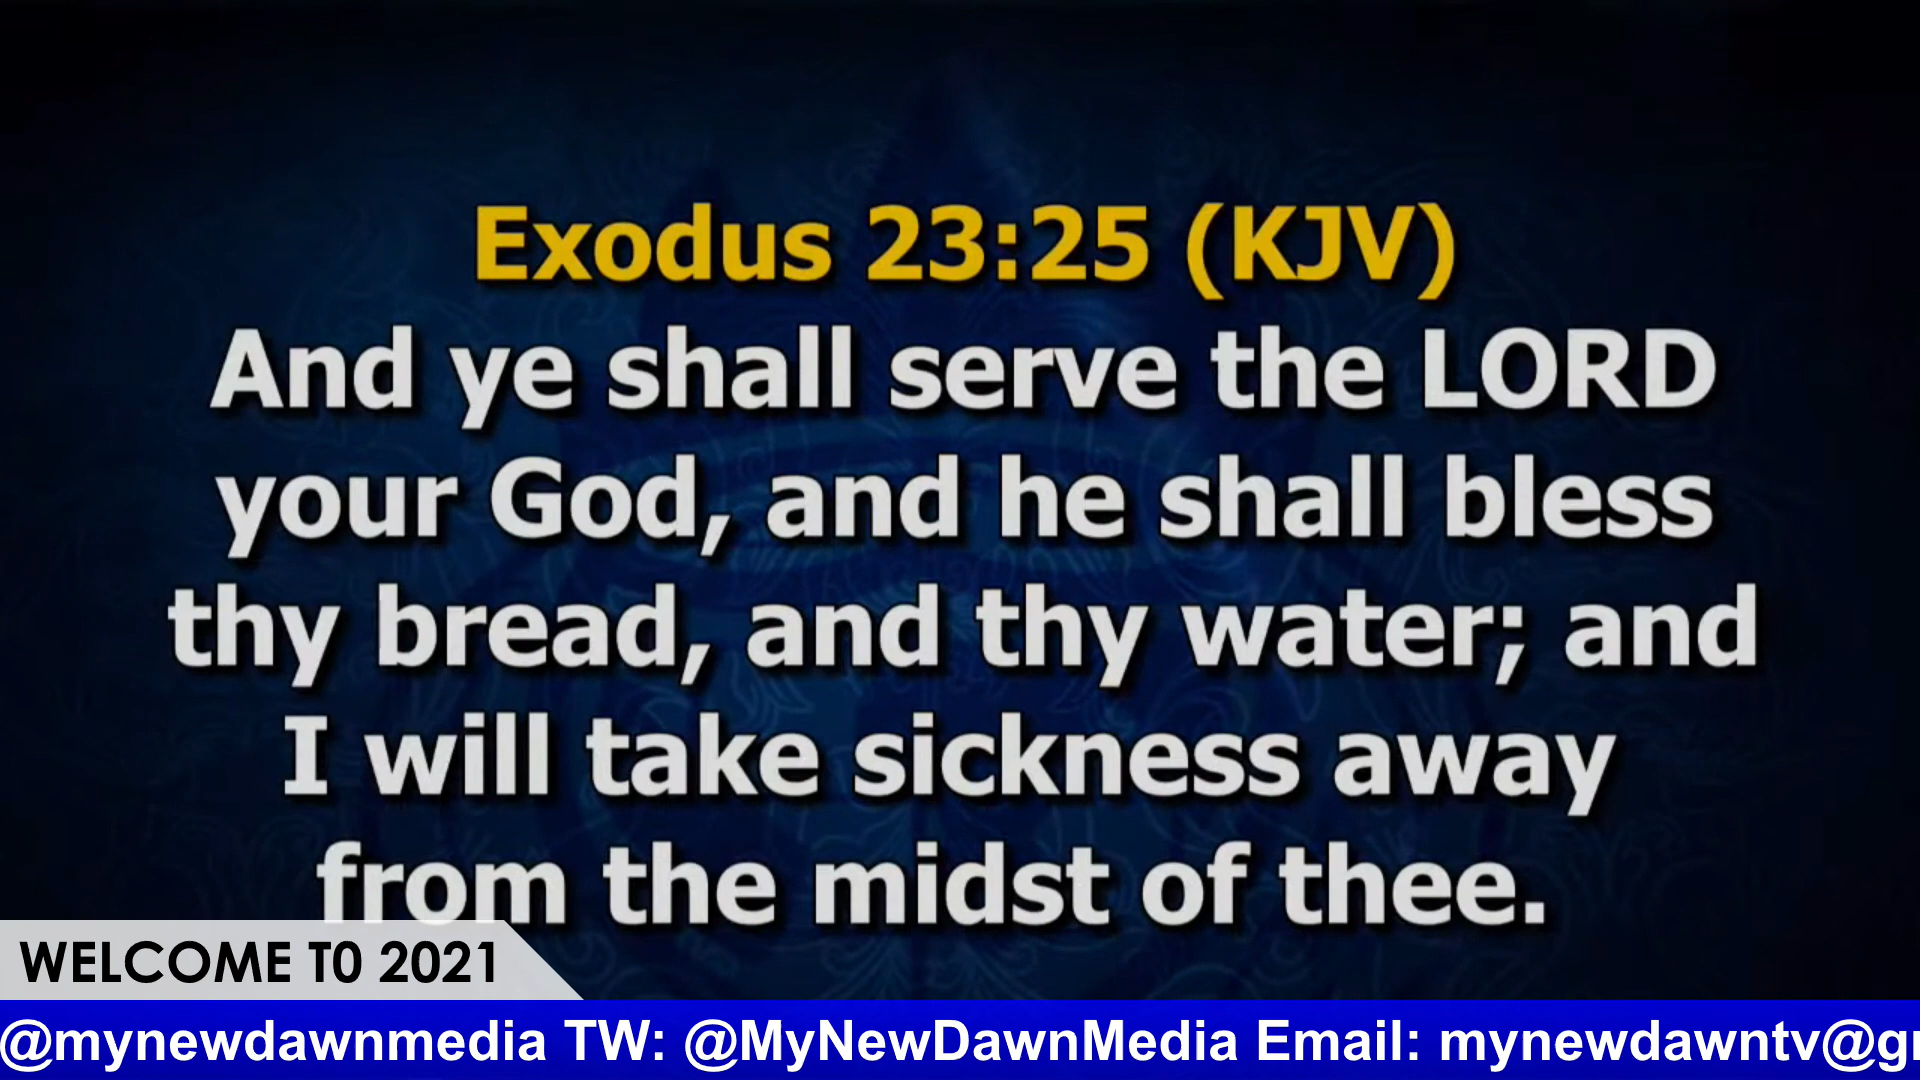 Exodus 23:25 (KJV)
And ye shall serve the LORD
your God, and he shall bless
thy bread, and thy water; and
I will take sickness away
from the midst of thee.
WELCOME T0 2021
@mynewdawnmedia TW: @MyNewDawnMedia Email: mynewdawntv@gr